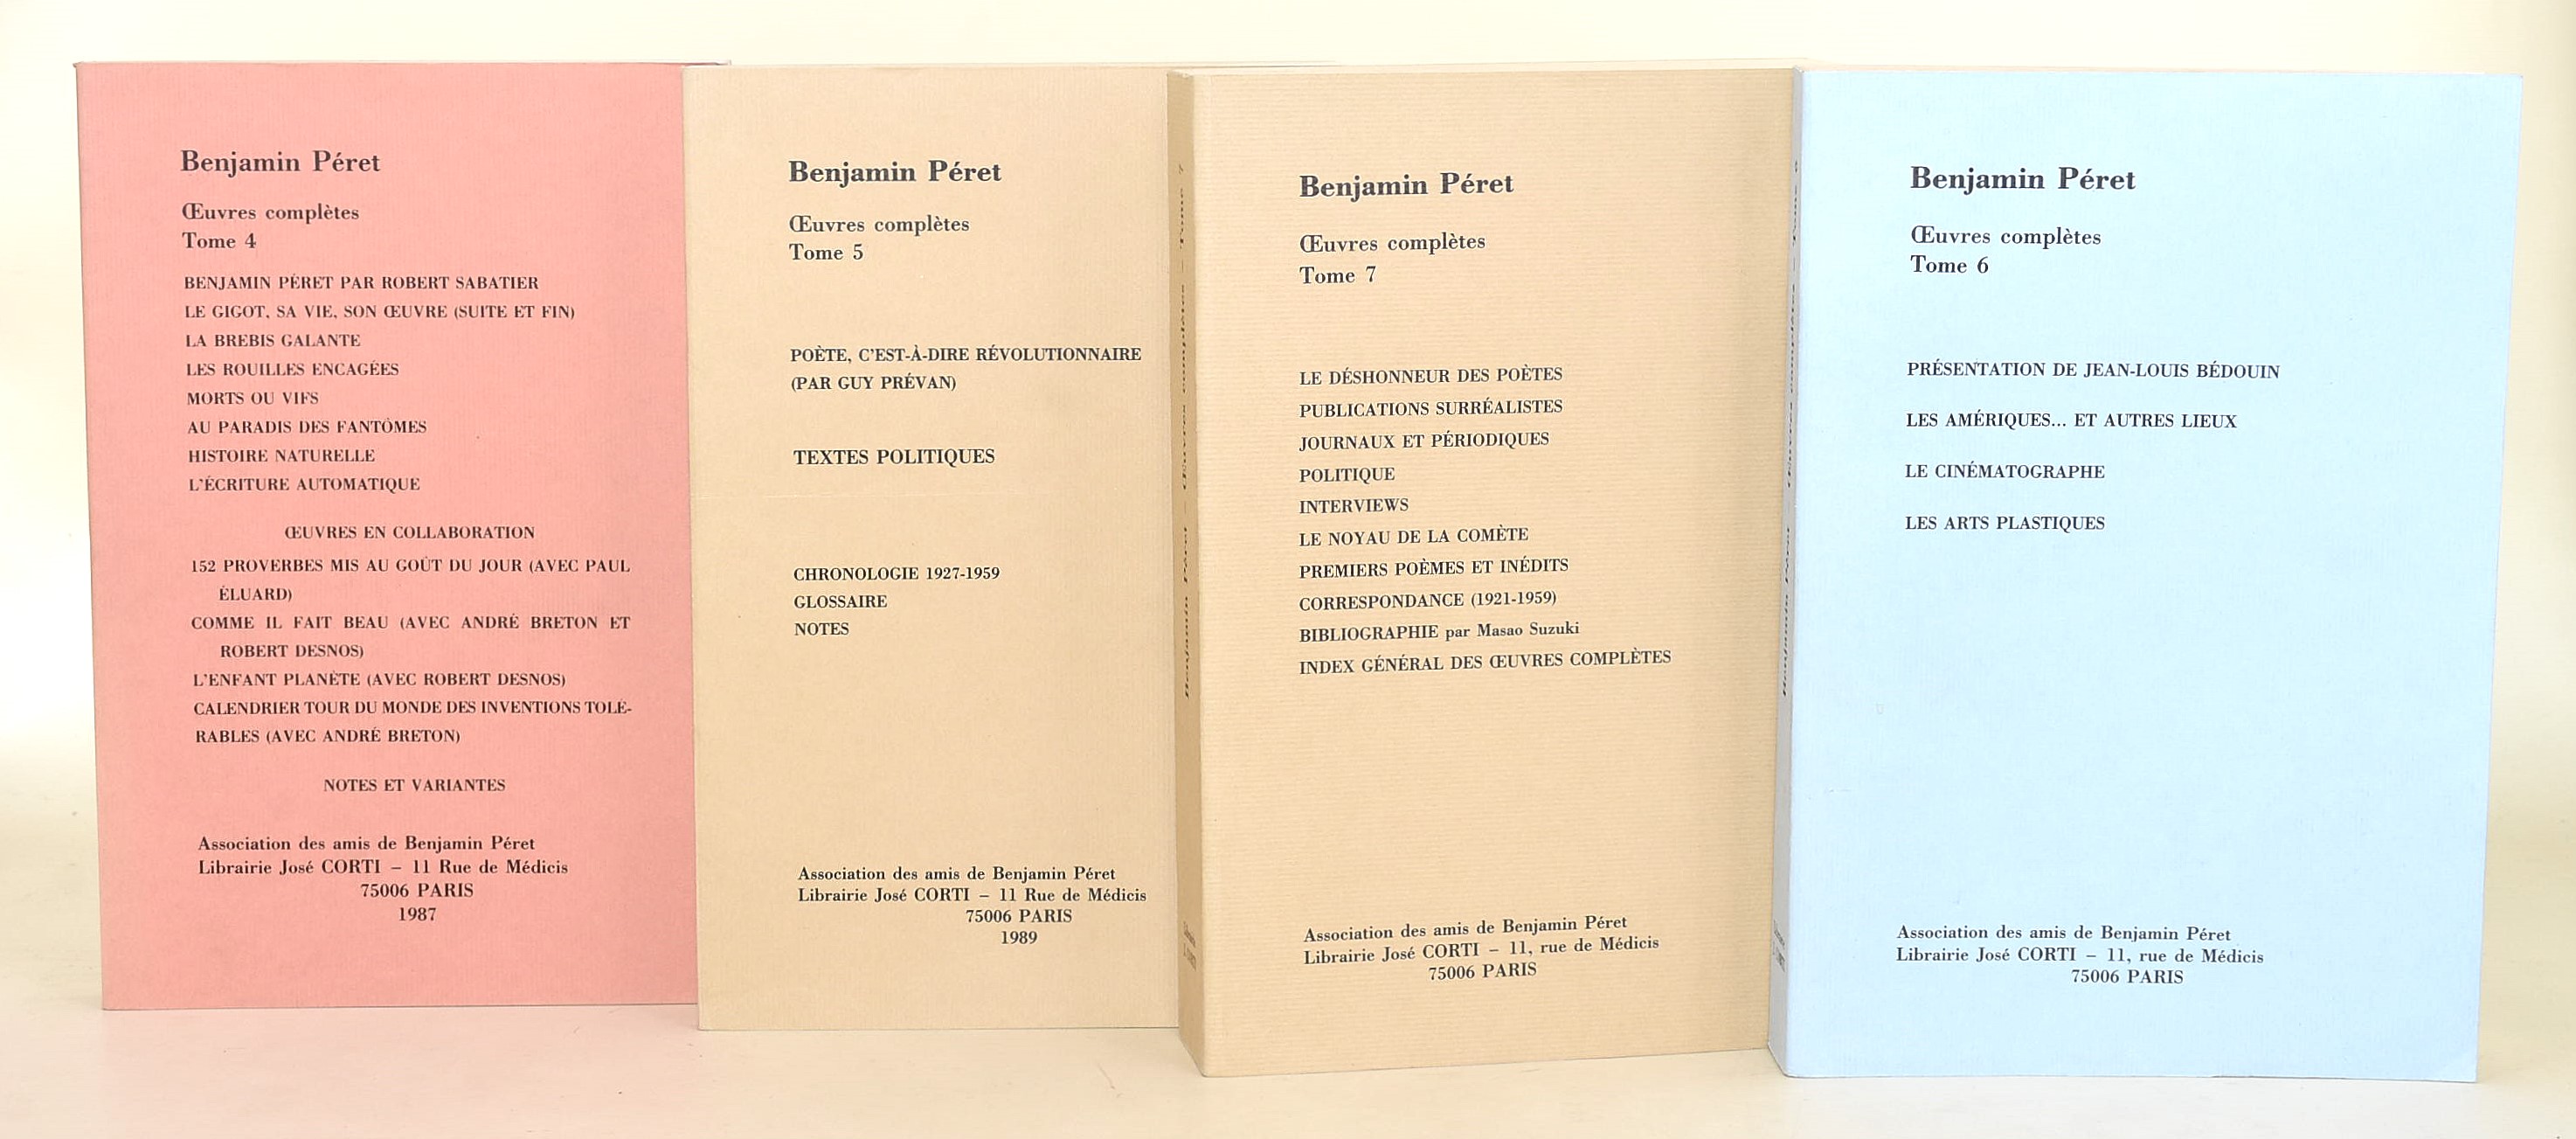 Benjamin Péret
Œuvres complètes
Tome 4
BENJAMIN PÉRET PAR ROBERT SABATIER
LE GIGOT, SA VIE, SON ŒUVRE (SUITE ET FIN)
LA BREBIS GALANTE
LES ROUILLES ENCAGÉES
MORTS OU VIFS
AU PARADIS DES FANTÔMES
HISTOIRE NATURELLE
L'ÉCRITURE AUTOMATIQUE
ŒUVRES EN COLLABORATION
152 PROVERBES MIS AU GOÛT DU JOUR (AVEC PAUL
ÉLUARD)
COMME IL FAIT BEAU (AVEC ANDRÉ BRETON ET
ROBERT DESNOS)
L'ENFANT PLANÈTE (AVEC ROBERT DESNOS)
CALENDRIER TOUR DU MONDE DES INVENTIONS TOLÉ-
RABLES (AVEC ANDRÉ BRETON)
NOTES ET VARIANTES
Association des amis de Benjamin Péret
Librairie José CORTI – 11 Rue de Médicis
75006 PARIS
1987
Benjamin Péret
Œuvres complètes
Tome 5
POÈTE, C'EST-À-DIRE RÉVOLUTIONNAIRE
(PAR GUY PRÉVAN)
TEXTES POLITIQUES
CHRONOLOGIE 1927-1959
GLOSSAIRE
NOTES
Association des amis de Benjamin Péret
Librairie José CORTI – 11 Rue de Médicis
75006 PARIS
1989
Benjamin Péret – Œuvres complètes – Tome 7
Benjamin Péret
Œuvres complètes
Tome 7
LE DÉSHONNEUR DES POÈTES
PUBLICATIONS SURRÉALISTES
JOURNAUX ET PÉRIODIQUES
POLITIQUE
INTERVIEWS
LE NOYAU DE LA COMÈTE
PREMIERS POÈMES ET INÉDITS
CORRESPONDANCE (1921-1959)
BIBLIOGRAPHIE par Masao Suzuki
INDEX GÉNÉRAL DES ŒUVRES COMPLÈTES
Association des amis de Benjamin Péret
Librairie José CORTI – 11, rue de Médicis
75006 PARIS
Benjamin Péret
Œuvres complètes
Tome 6
PRÉSENTATION DE JEAN-LOUIS BÉDOUIN
LES AMÉRIQUES... ET AUTRES LIEUX
LE CINÉMATOGRAPHE
LES ARTS PLASTIQUES
Association des amis de Benjamin Péret
Librairie José CORTI – 11, rue de Médicis
75006 PARIS